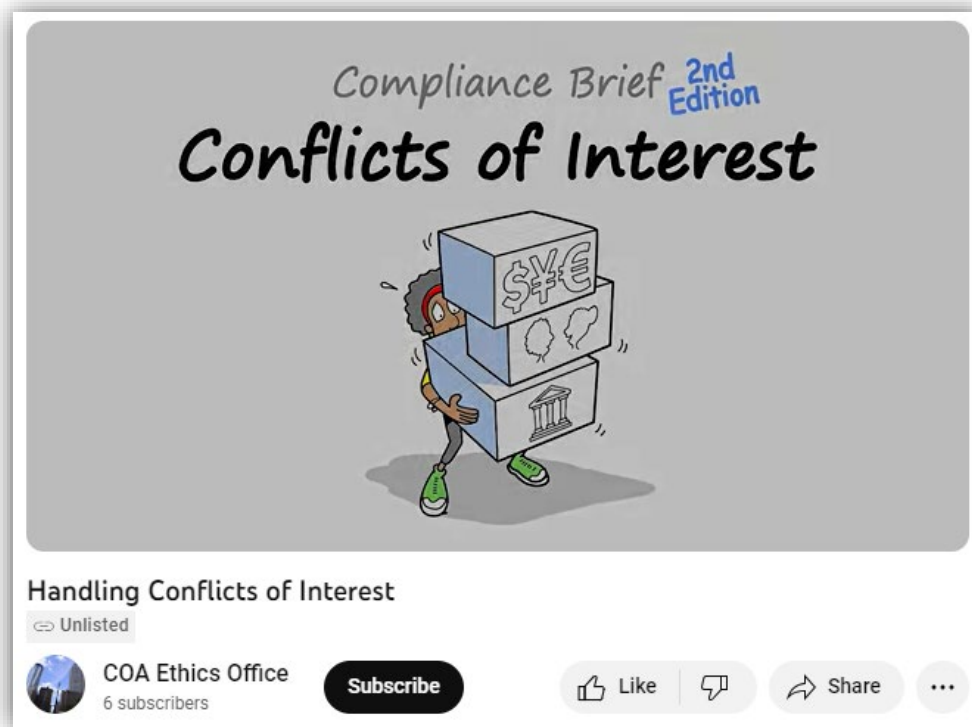 Compliance Brief 2nd Edition
Conflicts of Interest
$¥€
Handling Conflicts of Interest
Unlisted
COA Ethics Office
6 subscribers
Subscribe
Like
Share